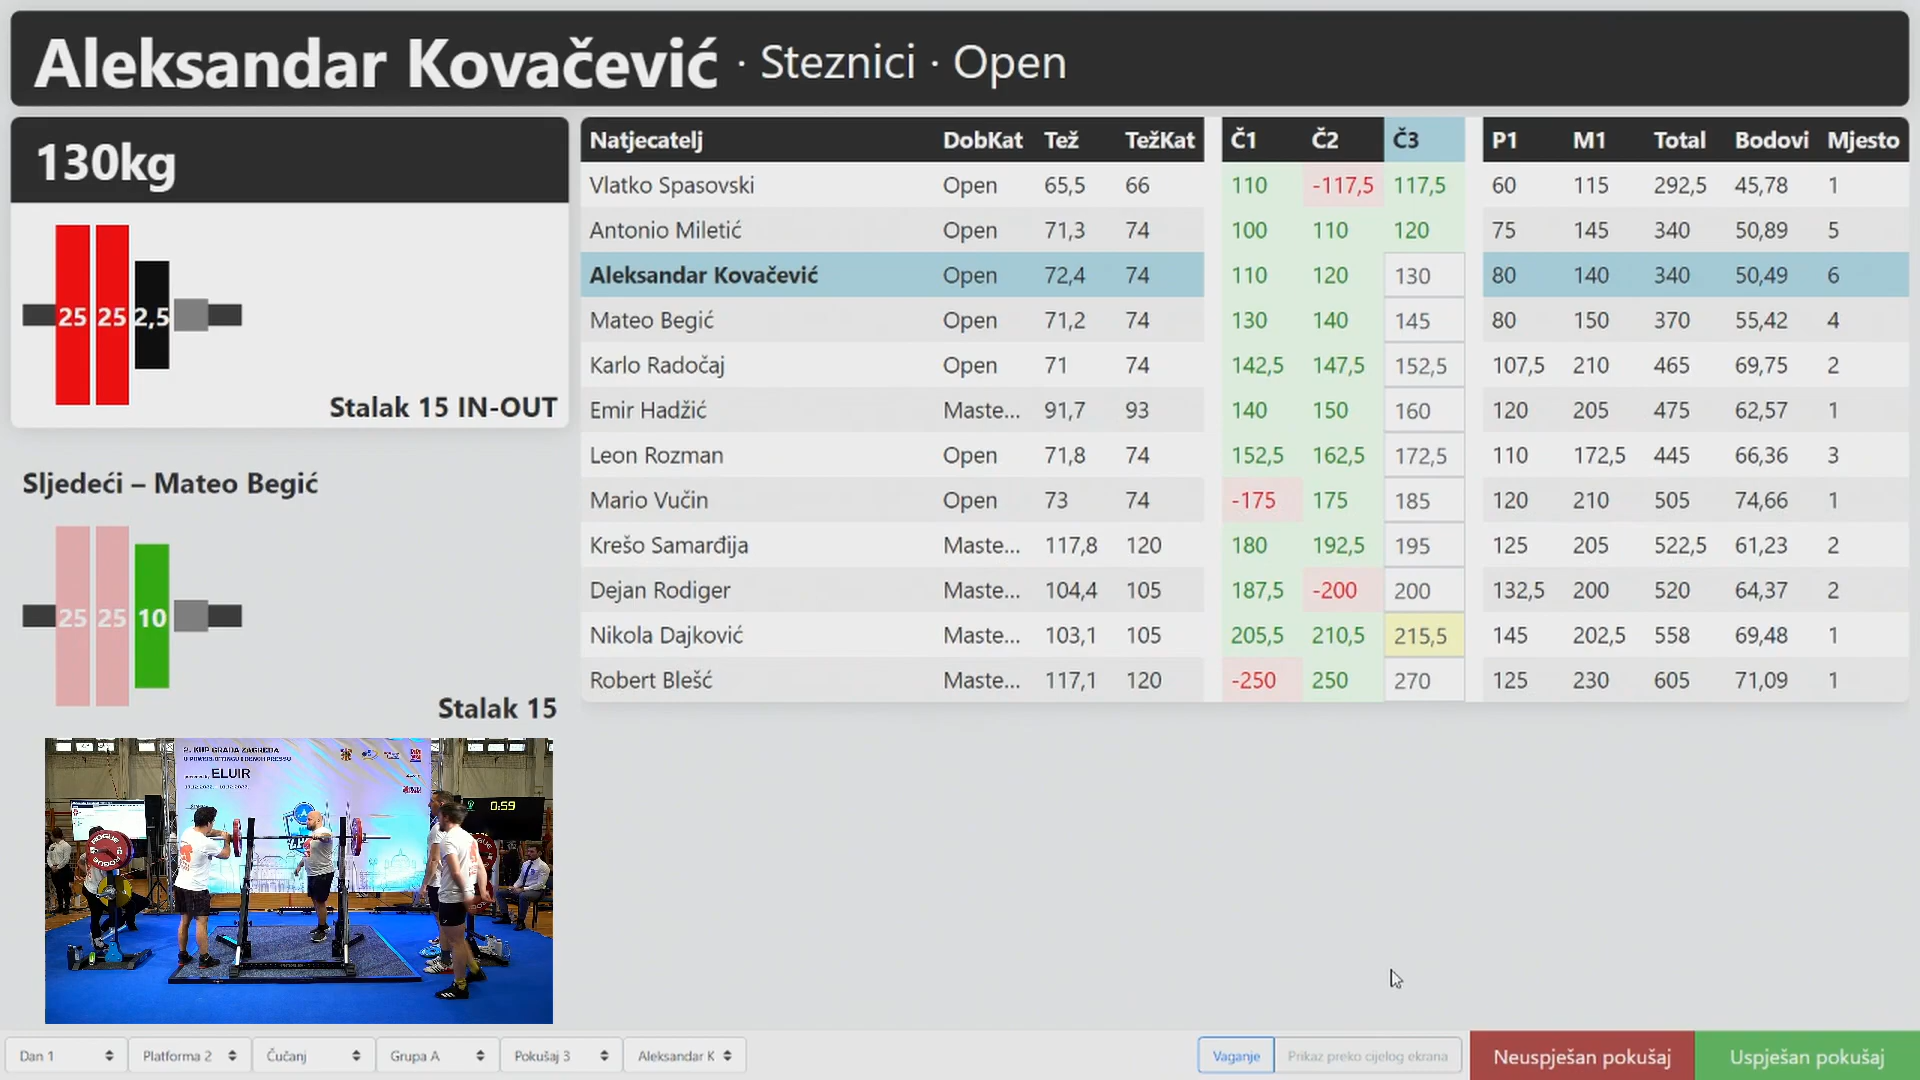 Aleksandar Kovačević · Steznici · Open
130kg
25 25 2,5
Stalak 15 IN-OUT
Sljedeći – Mateo Begić
25 25 10
Stalak 15
Natjecatelj DobKat Tež TežKat Č1 Č2 Č3 P1 M1 Total Bodovi Mjesto
Vlatko Spasovski Open 65,5 66 110 -117,5 117,5 60 115 292,5 45,78 1
Antonio Miletić Open 71,3 74 100 110 120 75 145 340 50,89 5
Aleksandar Kovačević Open 72,4 74 110 120 130 80 140 340 50,49 6
Mateo Begić Open 71,2 74 130 140 145 80 150 370 55,42 4
Karlo Radočaj Open 71 74 142,5 147,5 152,5 107,5 210 465 69,75 2
Emir Hadžić Maste... 91,7 93 140 150 160 120 205 475 62,57 1
Leon Rozman Open 71,8 74 152,5 162,5 172,5 110 172,5 445 66,36 3
Mario Vučin Open 73 74 -175 175 185 120 210 505 74,66 1
Krešo Samarđija Maste... 117,8 120 180 192,5 195 125 205 522,5 61,23 2
Dejan Rodiger Maste... 104,4 105 187,5 -200 200 132,5 200 520 64,37 2
Nikola Dajković Maste... 103,1 105 205,5 210,5 215,5 145 202,5 558 69,48 1
Robert Blešć Maste... 117,1 120 -250 250 270 125 230 605 71,09 1
2. KUP GRADA ZAGREBA
U POWERLIFTINGU I BENCH PRESSU
ELUIR
0:59
ROGUE
ROGUE
Dan 1 Platforma 2 Čučanj Grupa A Pokušaj 3 Aleksandar K Vaganje Prikaz preko cijelog ekrana Neuspješan pokušaj Uspješan pokušaj